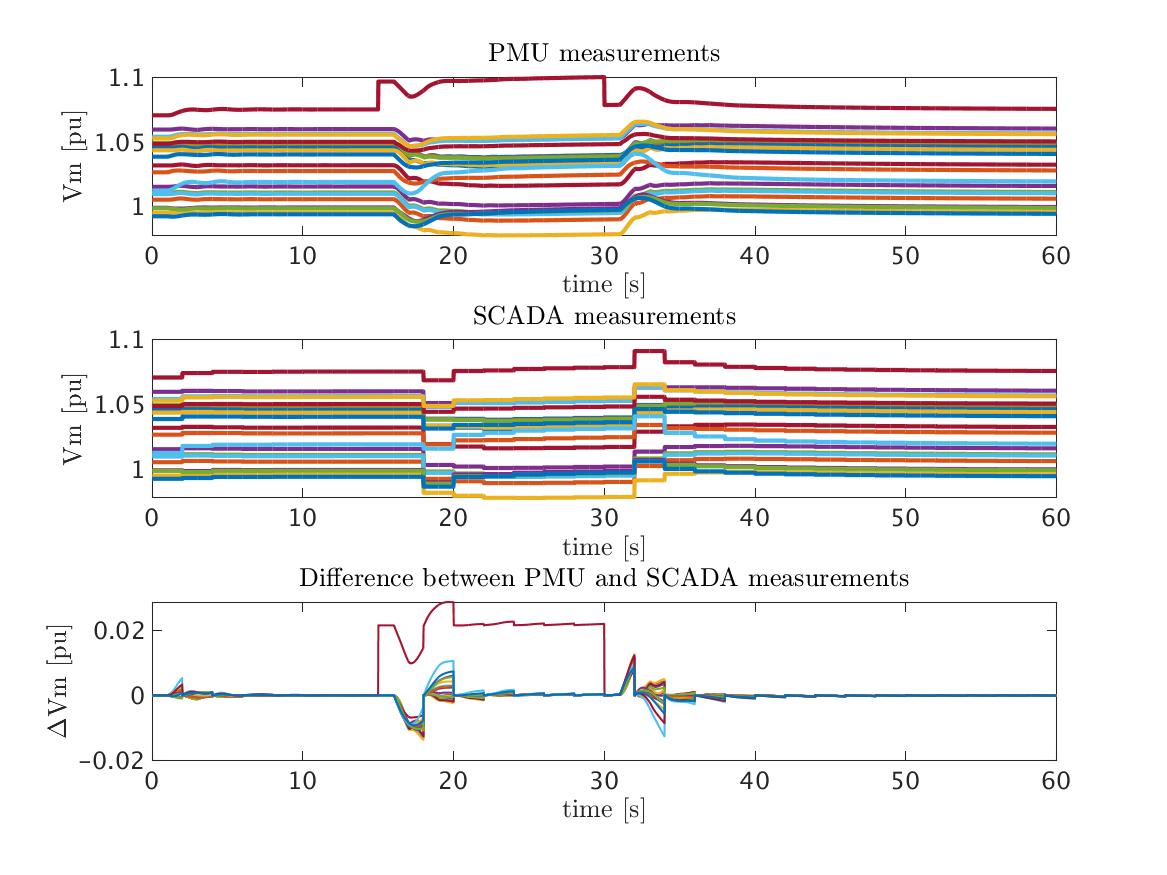 PMU measurements
1.1
1.05
1
Vm [pu]
0 10 20 30 40 50 60
time [s]
SCADA measurements
1.1
1.05
1
Vm [pu]
0 10 20 30 40 50 60
time [s]
Difference between PMU and SCADA measurements
0.02
0
-0.02
ΔVm [pu]
0 10 20 30 40 50 60
time [s]